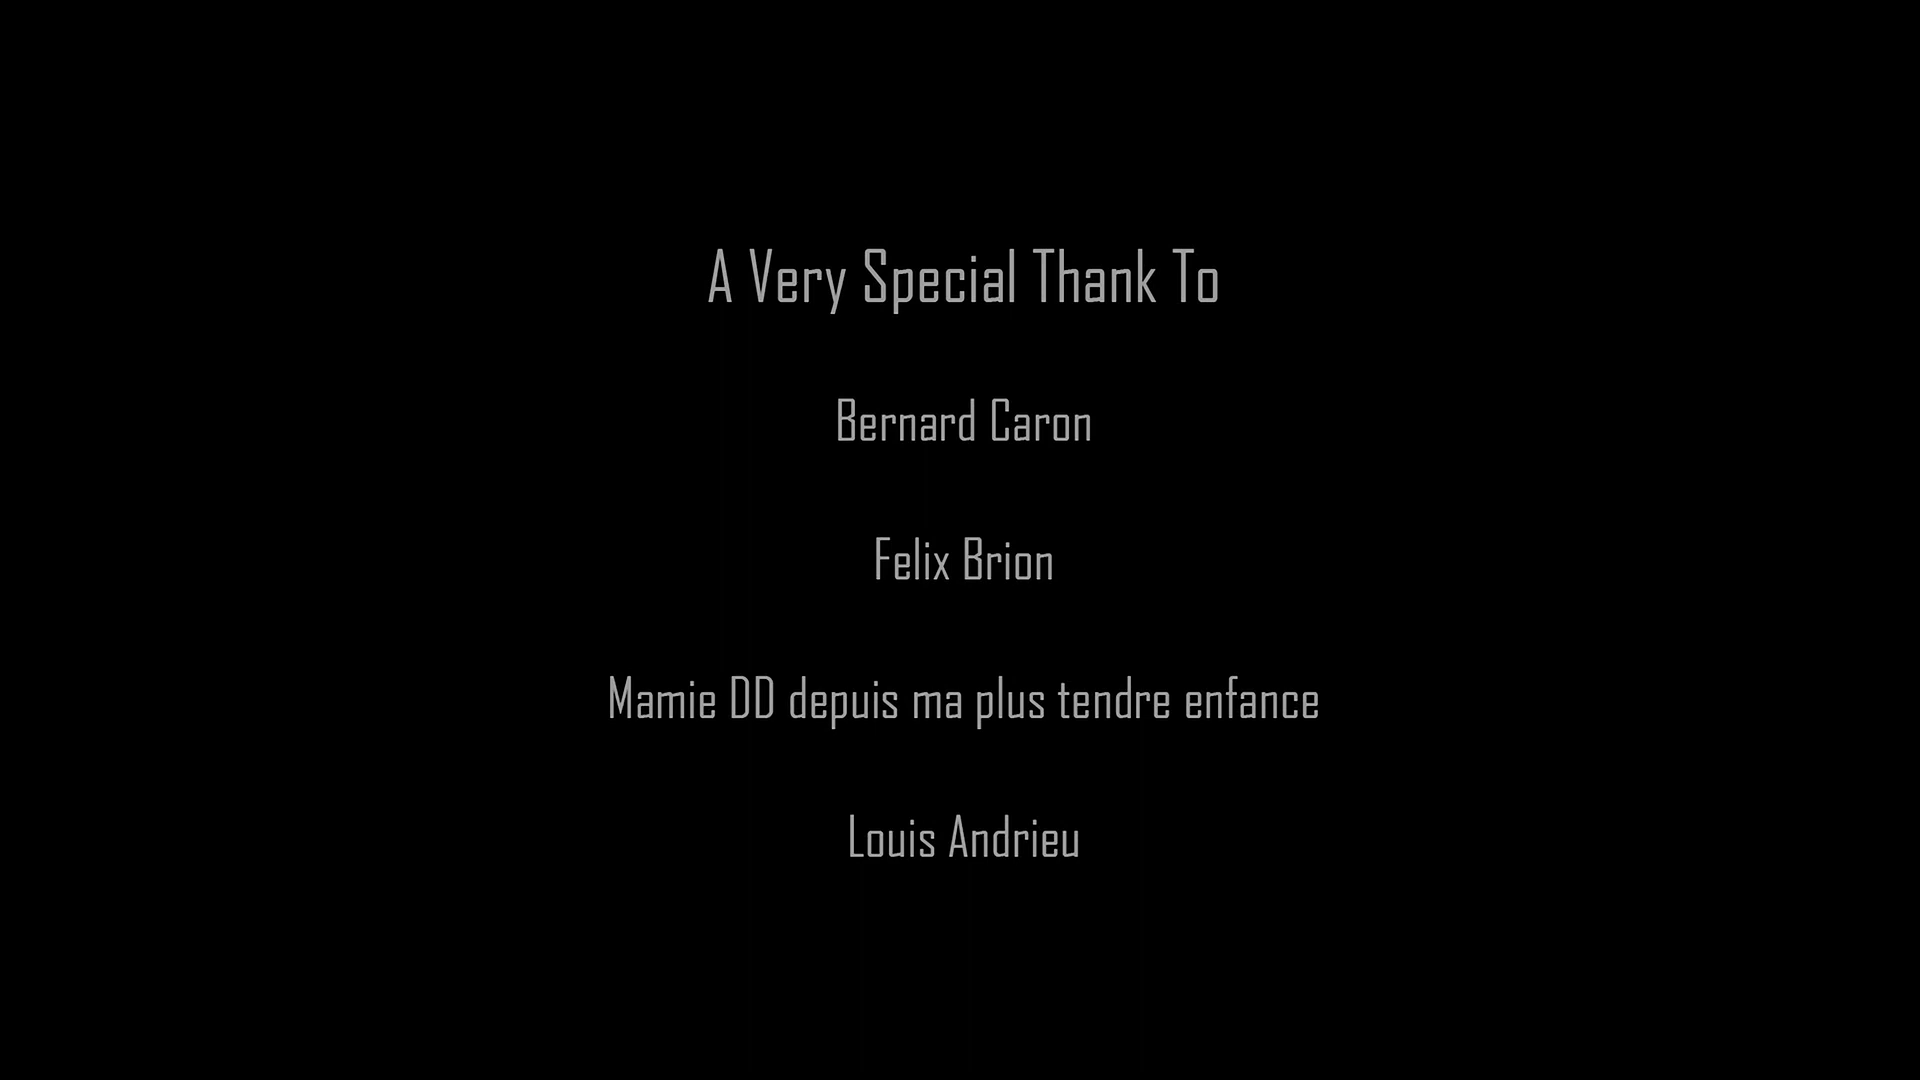 A Very Special Thank To
Bernard Caron
Felix Brion
Mamie DD depuis ma plus tendre enfance
Louis Andrieu